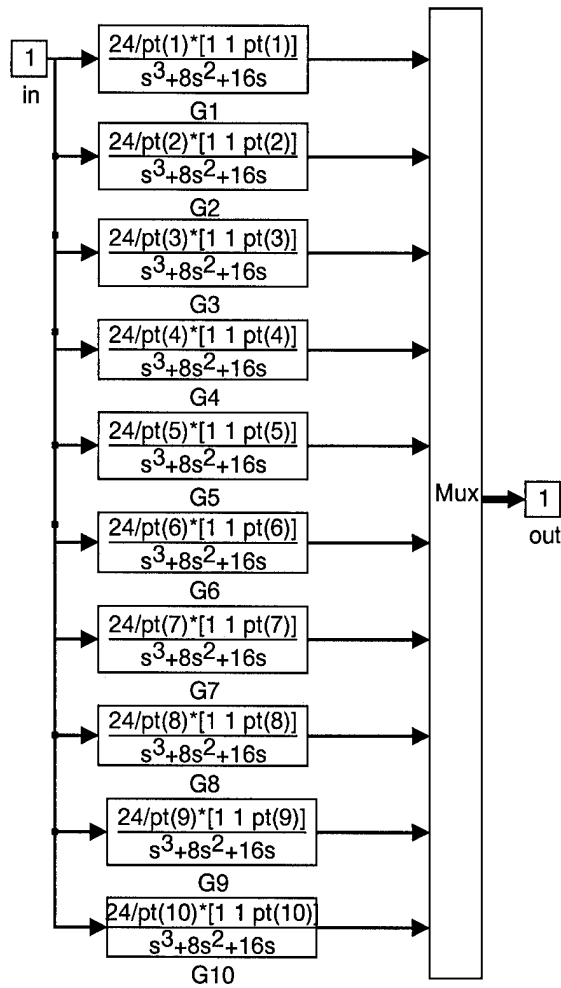 1
in
24/pt(1)*[1 1 pt(1)]
s³+8s²+16s
G1
24/pt(2)*[1 1 pt(2)]
s³+8s²+16s
G2
24/pt(3)*[1 1 pt(3)]
s³+8s²+16s
G3
24/pt(4)*[1 1 pt(4)]
s³+8s²+16s
G4
24/pt(5)*[1 1 pt(5)]
s³+8s²+16s
G5
24/pt(6)*[1 1 pt(6)]
s³+8s²+16s
G6
24/pt(7)*[1 1 pt(7)]
s³+8s²+16s
G7
24/pt(8)*[1 1 pt(8)]
s³+8s²+16s
G8
24/pt(9)*[1 1 pt(9)]
s³+8s²+16s
G9
24/pt(10)*[1 1 pt(10)]
s³+8s²+16s
G10
Mux
1
out